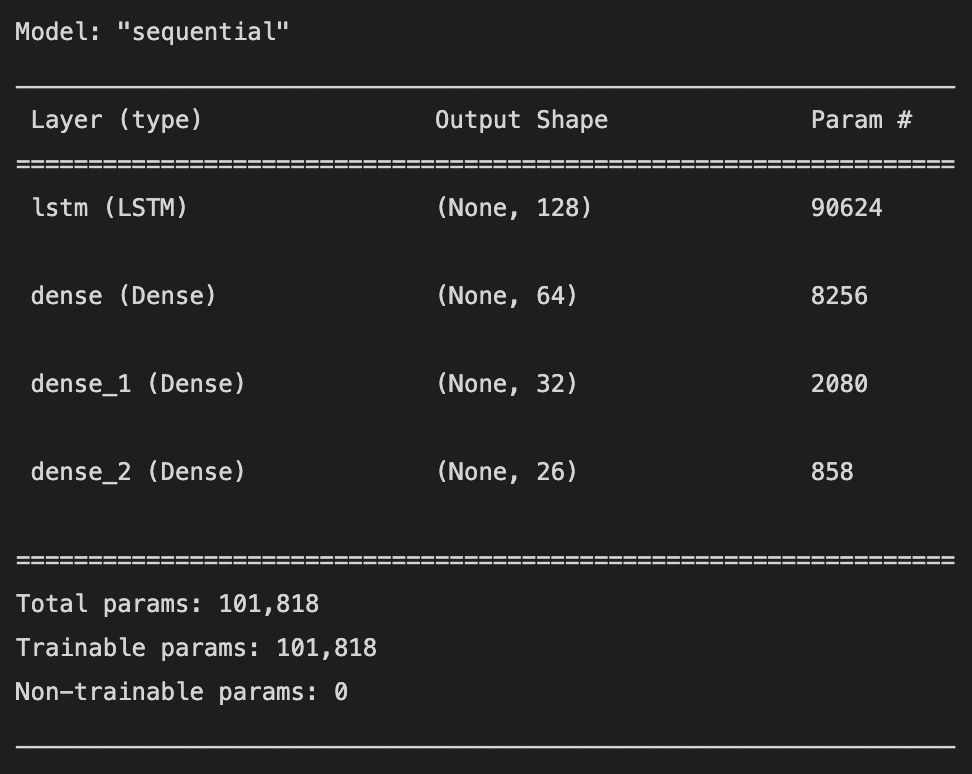 Model: "sequential"
Layer (type) Output Shape Param #
=================================================================
lstm (LSTM) (None, 128) 90624
dense (Dense) (None, 64) 8256
dense_1 (Dense) (None, 32) 2080
dense_2 (Dense) (None, 26) 858
=================================================================
Total params: 101,818
Trainable params: 101,818
Non-trainable params: 0